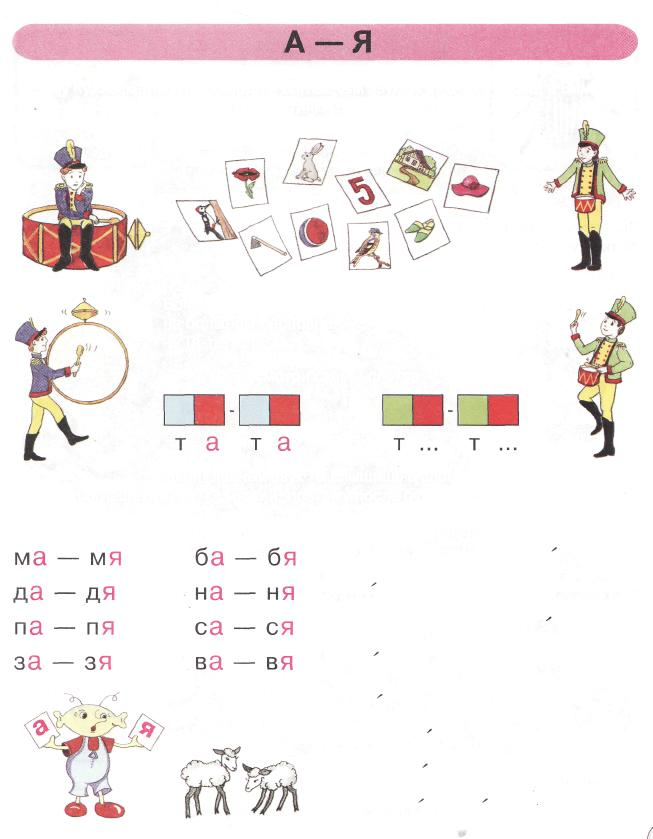 А — Я
5
т а т а т ... т ...
ма — мя ба — бя
да — дя на — ня
па — пя са — ся
за — зя ва — вя
а я